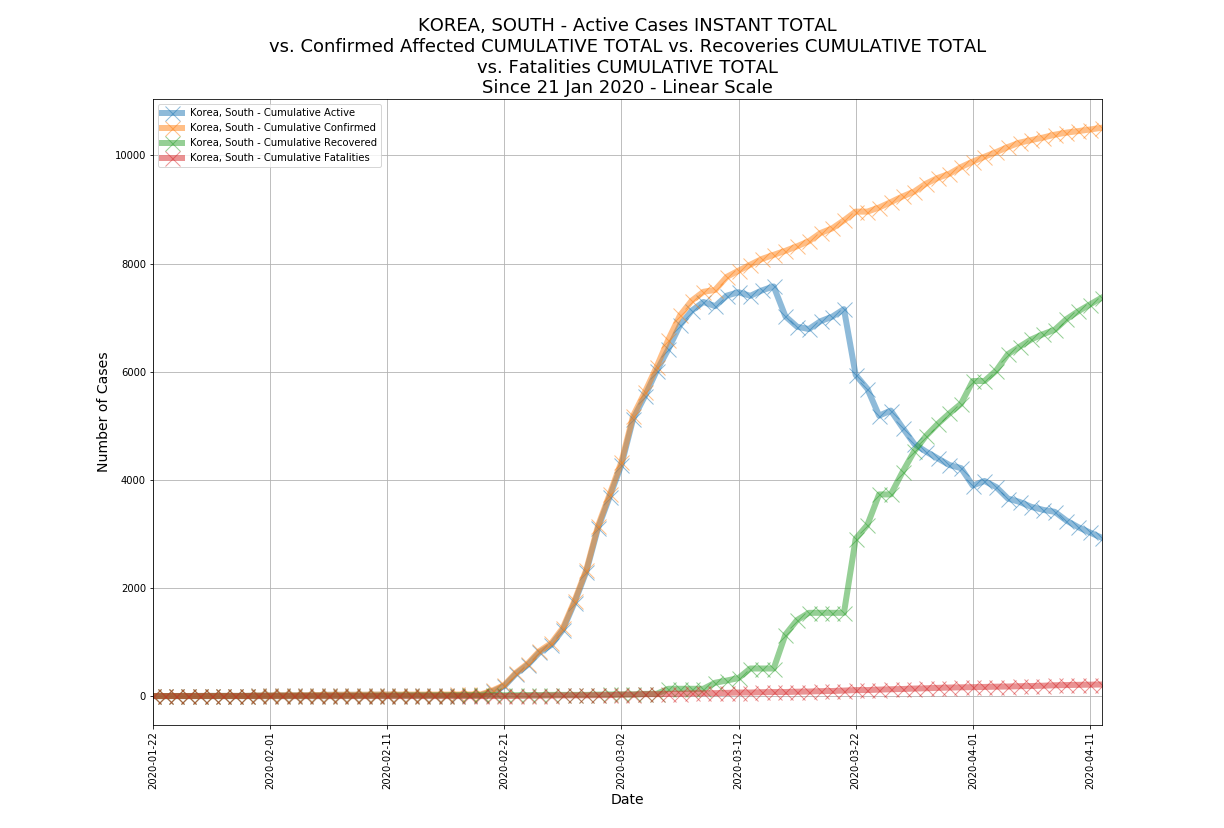 KOREA, SOUTH - Active Cases INSTANT TOTAL
vs. Confirmed Affected CUMULATIVE TOTAL vs. Recoveries CUMULATIVE TOTAL
vs. Fatalities CUMULATIVE TOTAL
Since 21 Jan 2020 - Linear Scale
Korea, South - Cumulative Active
Korea, South - Cumulative Confirmed
Korea, South - Cumulative Recovered
Korea, South - Cumulative Fatalities
10000
8000
6000
4000
2000
0
Number of Cases
2020-01-22
2020-02-01
2020-02-11
2020-02-21
2020-03-02
2020-03-12
2020-03-22
2020-04-01
2020-04-11
Date